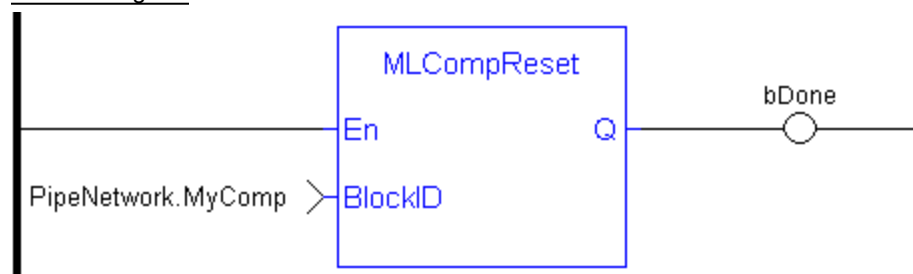 MLCompReset
bDone
En
Q
PipeNetwork.MyComp
BlockID